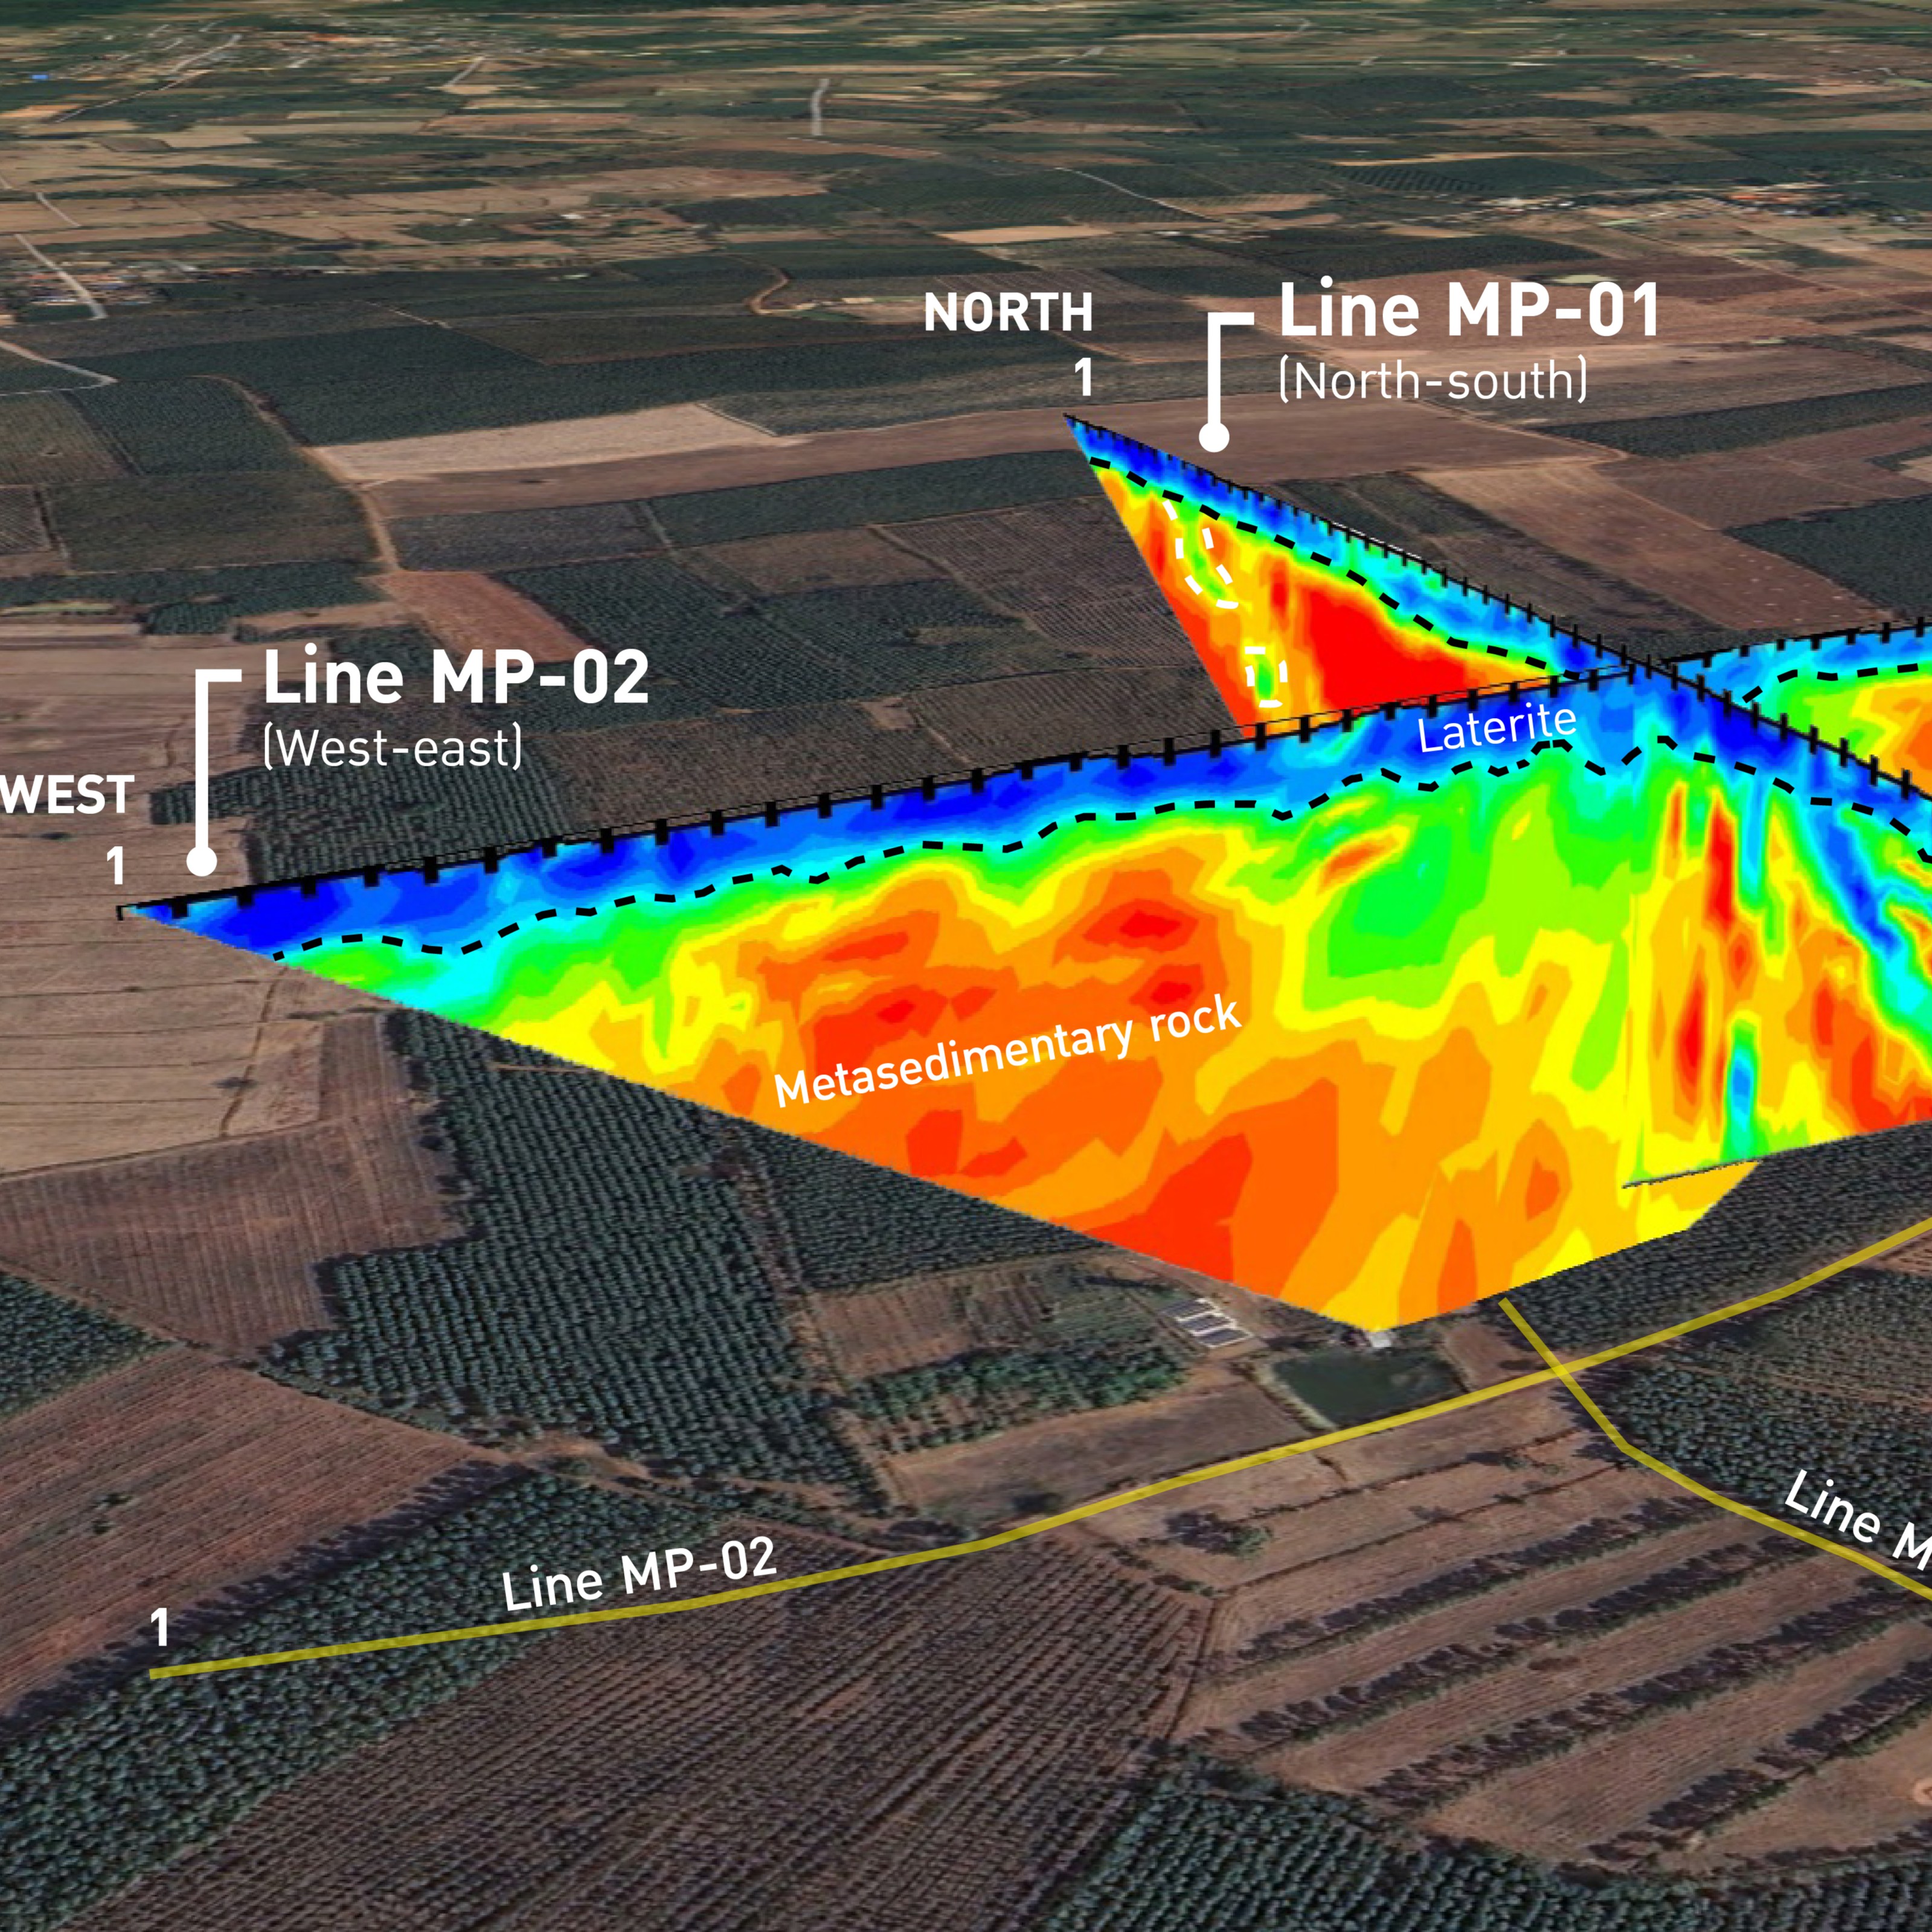 NORTH
1
Line MP-01
(North-south)
Line MP-02
(West-east)
WEST
1
Laterite
Metasedimentary rock
Line MP-02
1
Line M